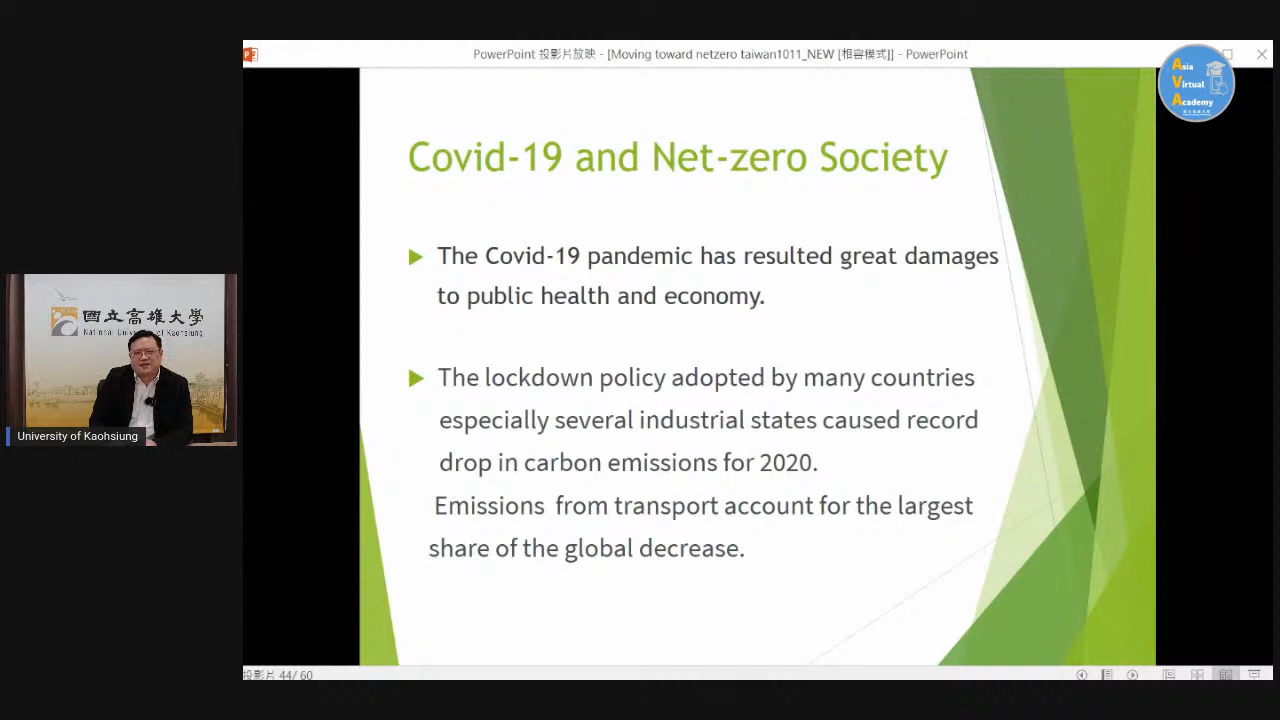 PowerPoint 投影片放映 - [Moving toward netzero taiwan1011_NEW [相容模式]] - PowerPoint
Asia
Virtual
Academy
Covid-19 and Net-zero Society
The Covid-19 pandemic has resulted great damages
to public health and economy.
The lockdown policy adopted by many countries
especially several industrial states caused record
drop in carbon emissions for 2020.
Emissions  from transport account for the largest
share of the global decrease.
國立高雄大學
National University of Kaohsiung
University of Kaohsiung
投影片 44/ 60